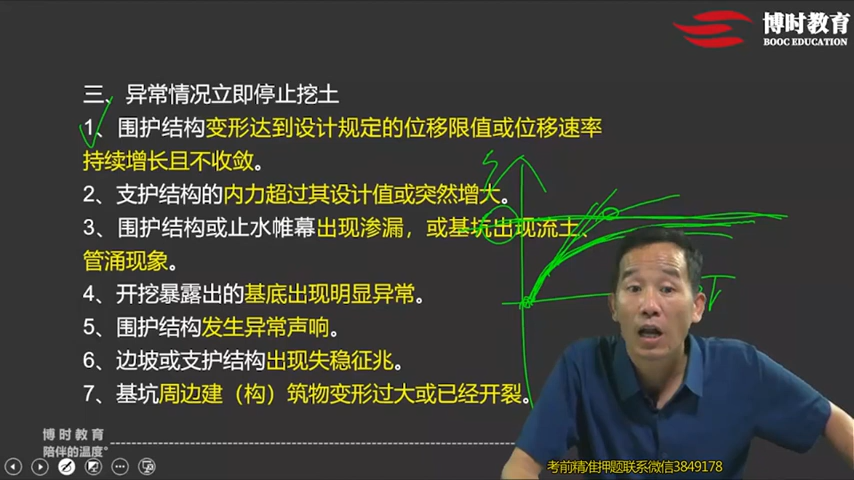 博时教育
BOOC EDUCATION
三、异常情况立即停止挖土
1、围护结构变形达到设计规定的位移限值或位移速率
持续增长且不收敛。
2、支护结构的内力超过其设计值或突然增大。
3、围护结构或止水帷幕出现渗漏，或基坑出现流土、
管涌现象。
4、开挖暴露出的基底出现明显异常。
5、围护结构发生异常声响。
6、边坡或支护结构出现失稳征兆。
7、基坑周边建（构）筑物变形过大或已经开裂。
博时教育
陪伴的温度°
考前精准押题联系微信3849178